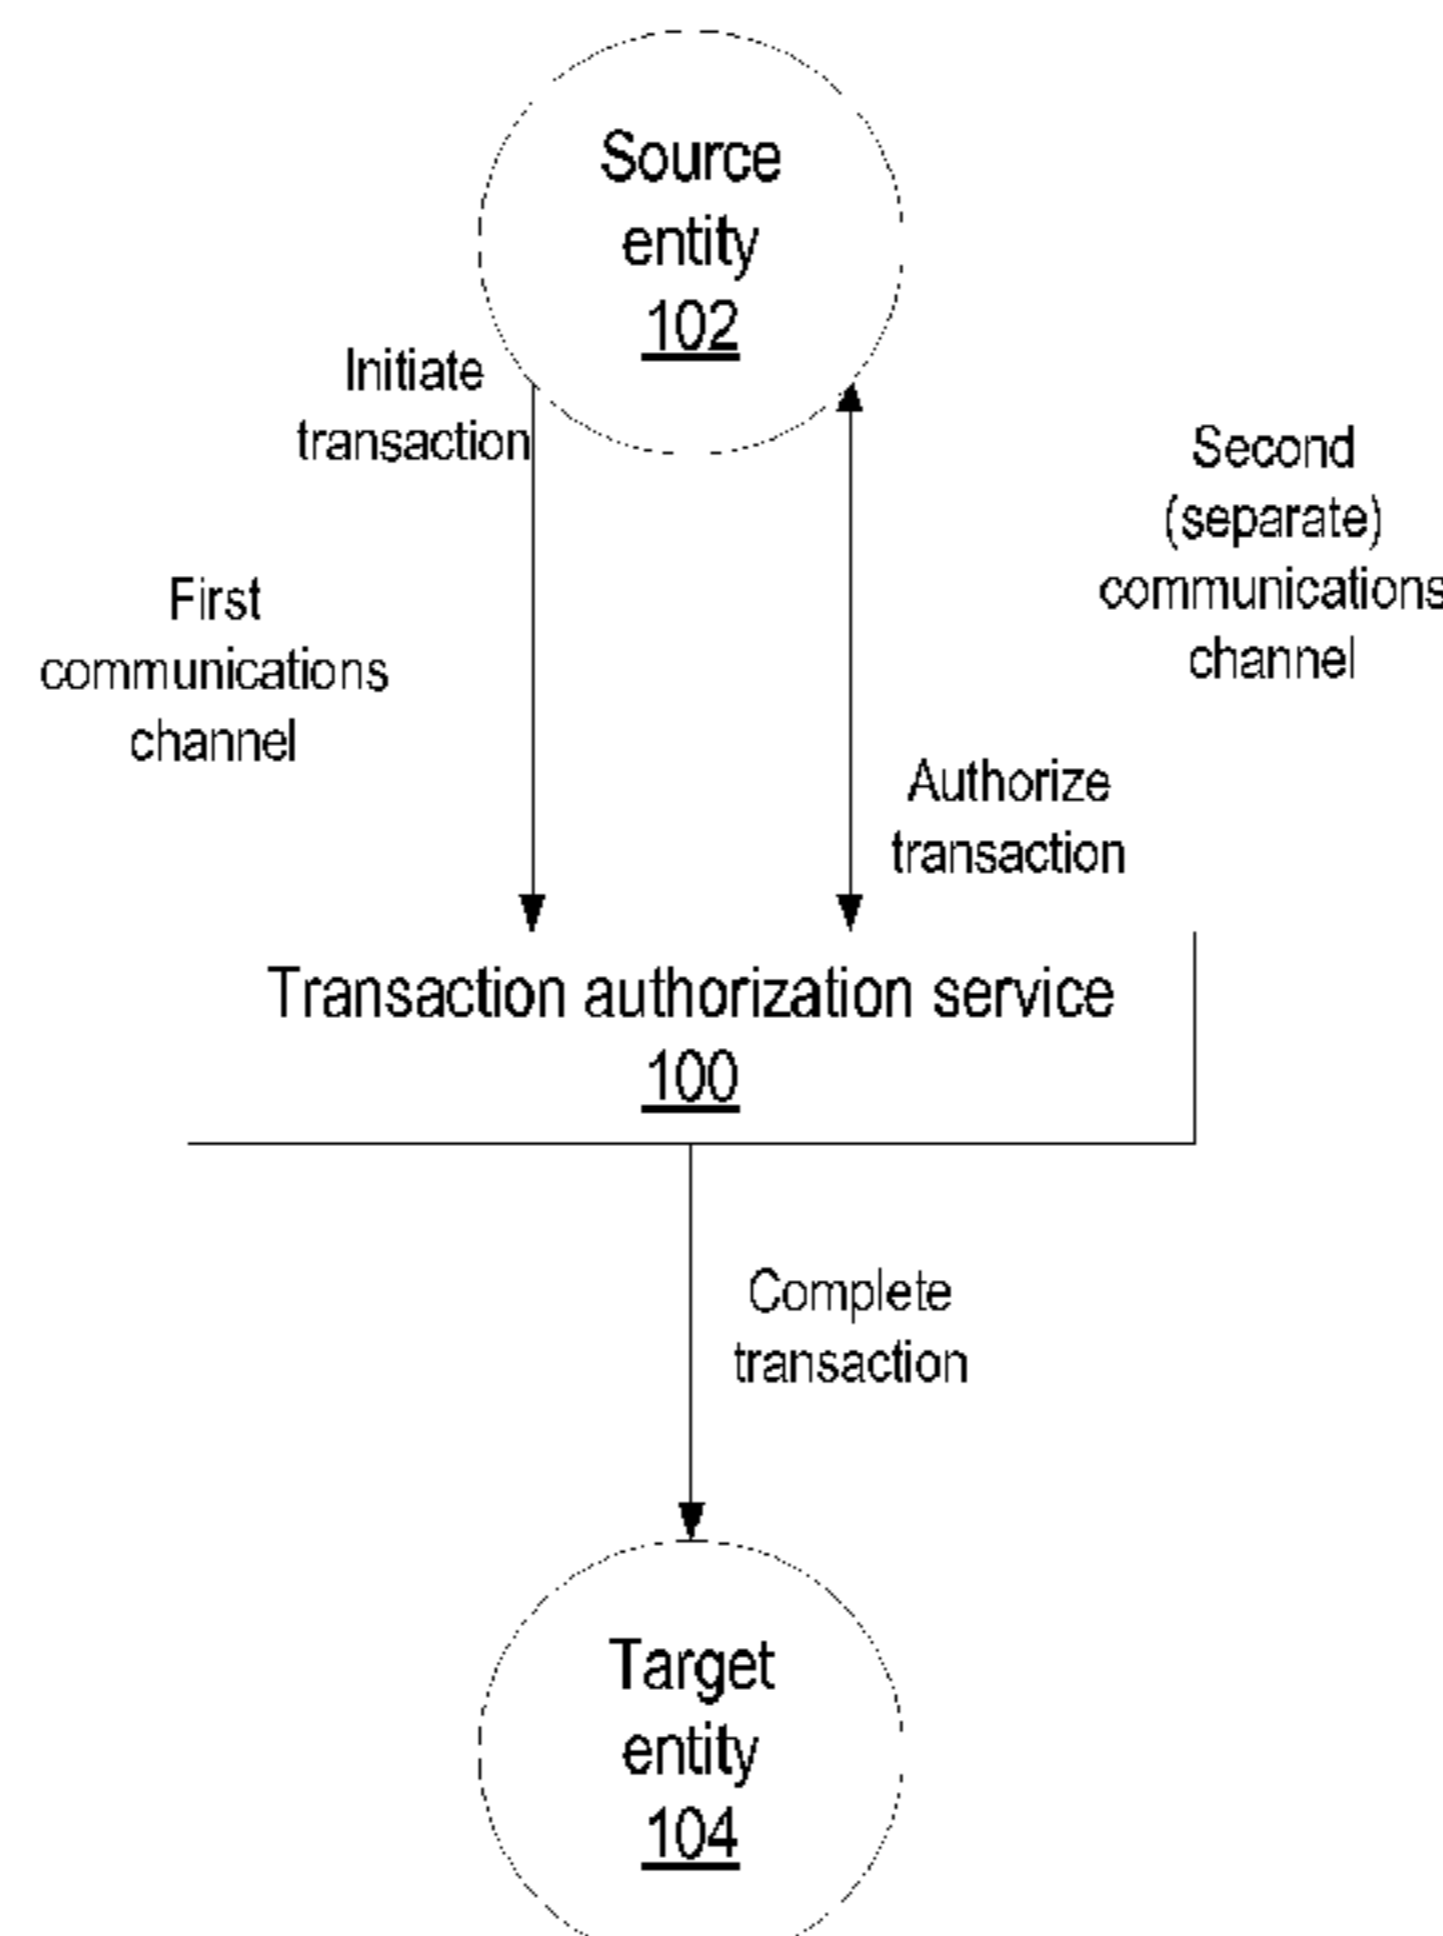 Source
entity
102
Initiate
transaction
First
communications
channel
Second
(separate)
communications
channel
Authorize
transaction
Transaction authorization service
100
Complete
transaction
Target
entity
104